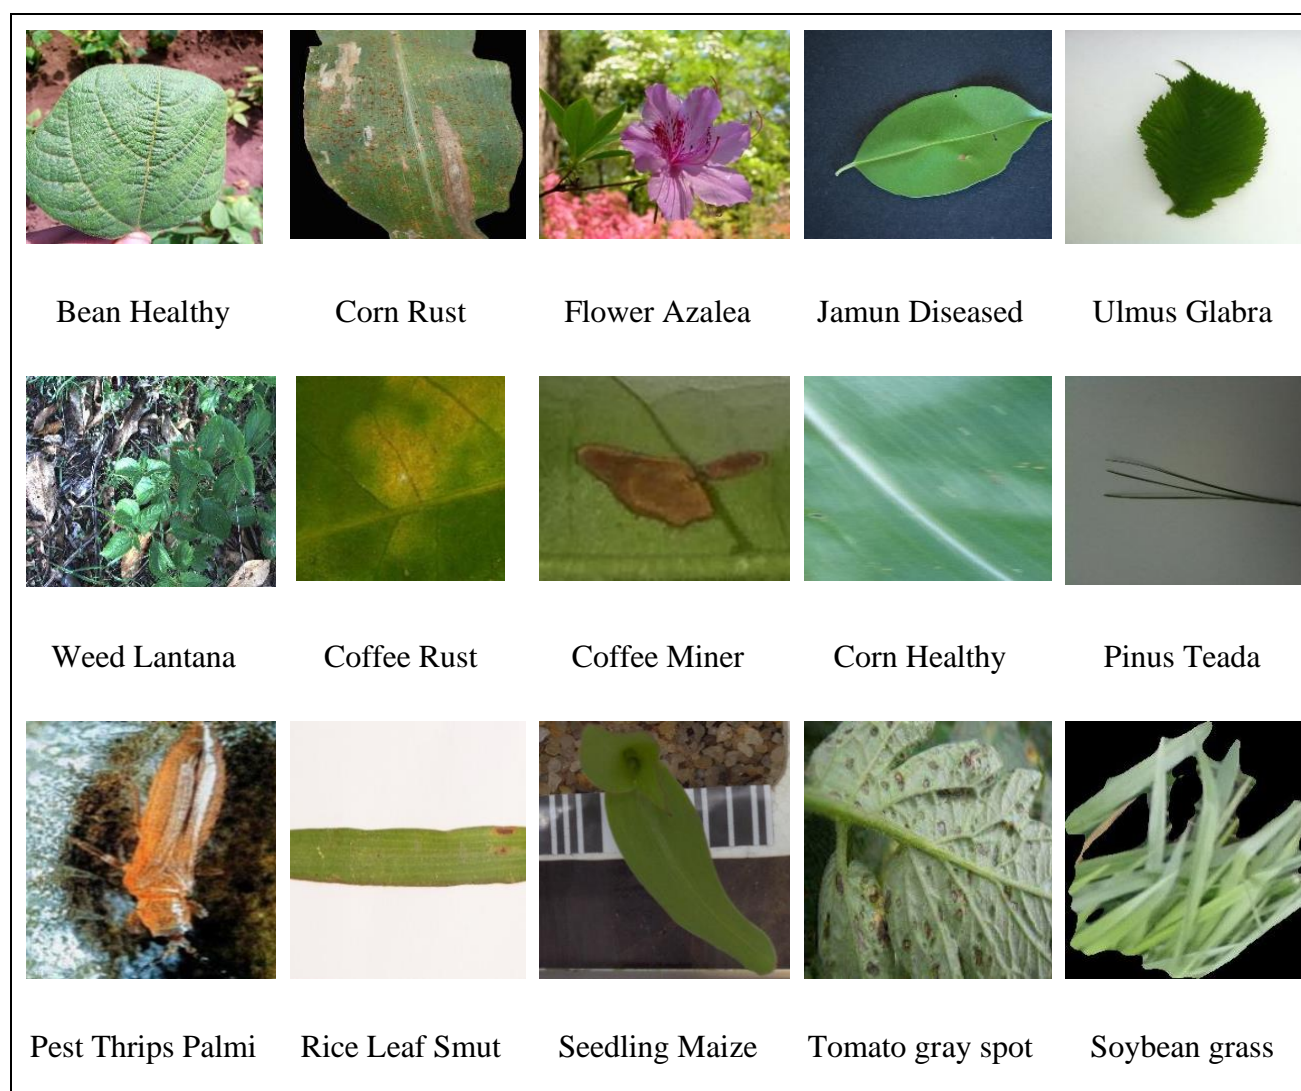 Bean Healthy
Corn Rust
Flower Azalea
Jamun Diseased
Ulmus Glabra
Weed Lantana
Coffee Rust
Coffee Miner
Corn Healthy
Pinus Teada
Pest Thrips Palmi
Rice Leaf Smut
Seedling Maize
Tomato gray spot
Soybean grass